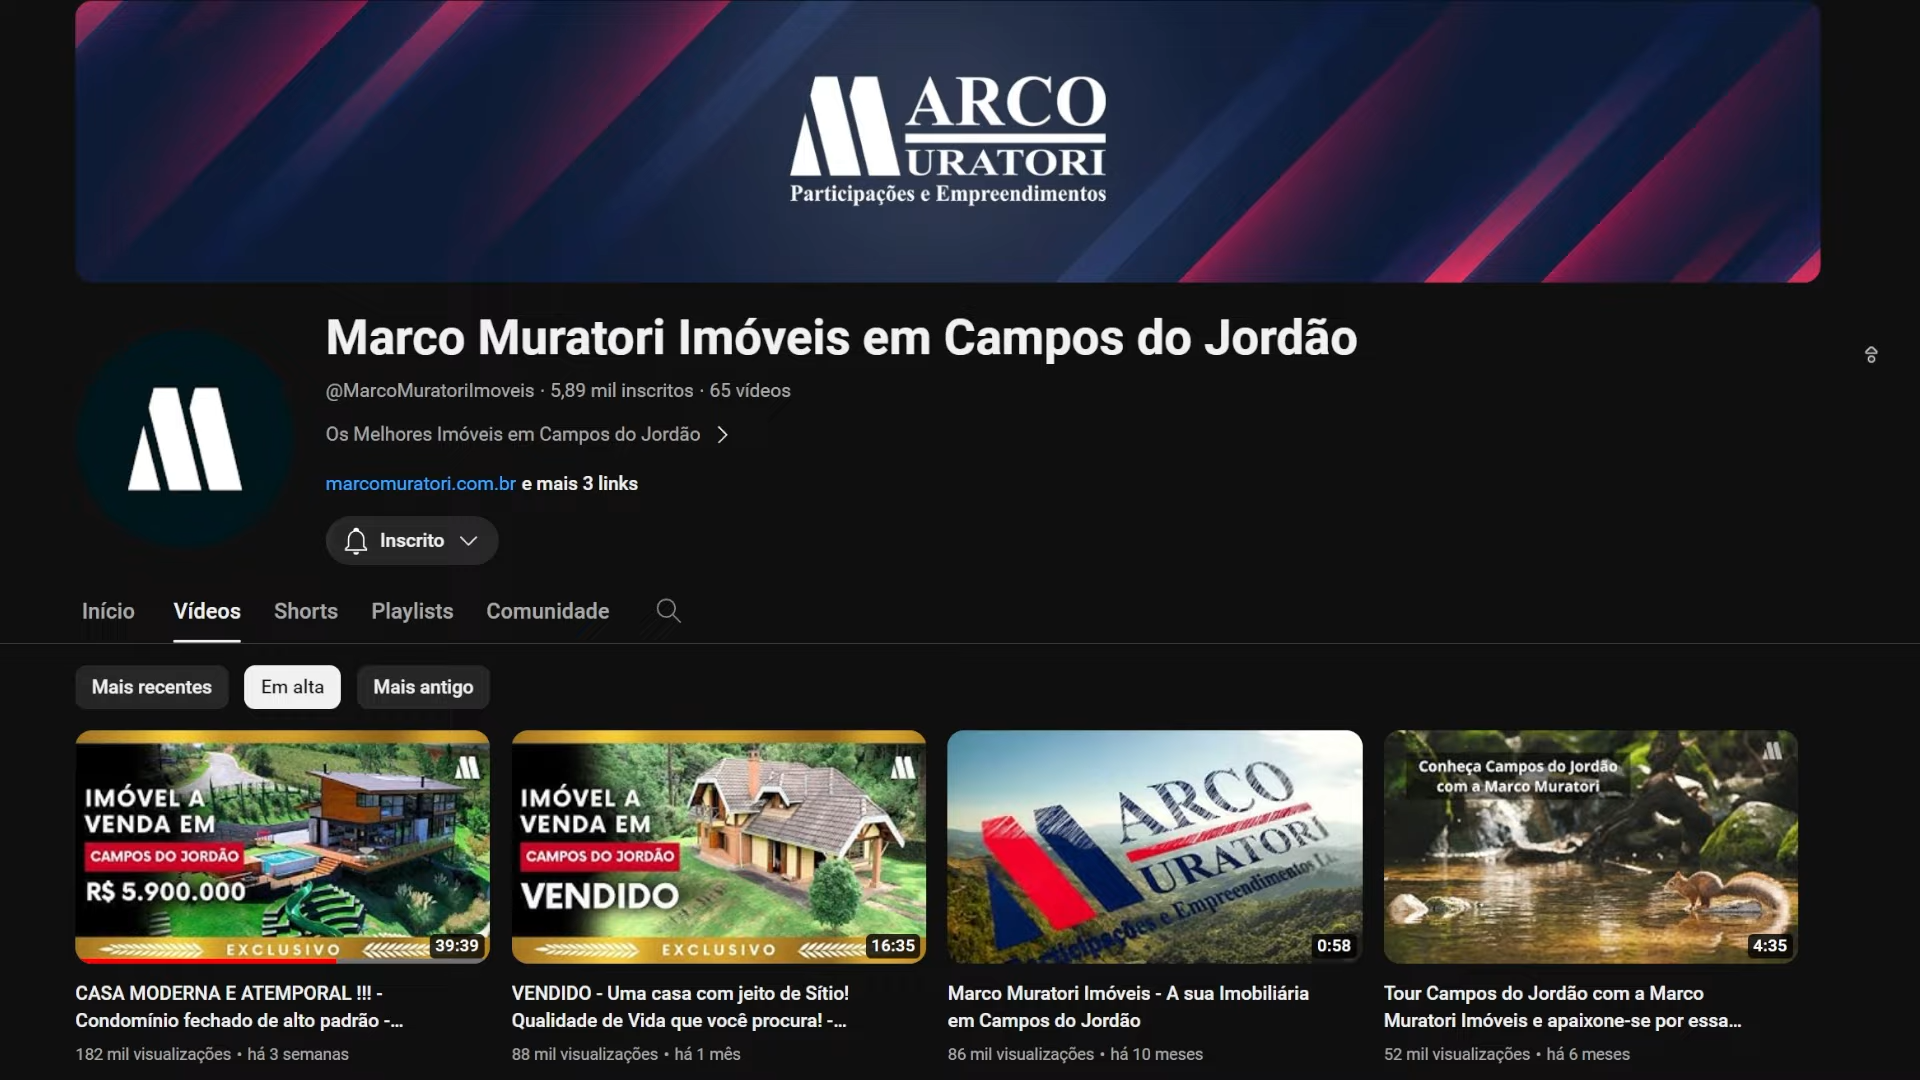 MARCO
MURATORI
Participações e Empreendimentos
Marco Muratori Imóveis em Campos do Jordão
@MarcoMuratoriImoveis · 5,89 mil inscritos · 65 vídeos
Os Melhores Imóveis em Campos do Jordão
marcomuratori.com.br e mais 3 links
Inscrito
Início Vídeos Shorts Playlists Comunidade
Mais recentes Em alta Mais antigo
IMÓVEL A
VENDA EM
CAMPOS DO JORDÃO
R$ 5.900.000
EXCLUSIVO
39:39
IMÓVEL A
VENDA EM
CAMPOS DO JORDÃO
VENDIDO
EXCLUSIVO
16:35
MARCO
MURATORI
Participações e Empreendimentos
0:58
Conheça Campos do Jordão
com a Marco Muratori
4:35
CASA MODERNA E ATEMPORAL !!! -
Condomínio fechado de alto padrão -...
182 mil visualizações • há 3 semanas
VENDIDO - Uma casa com jeito de Sítio!
Qualidade de Vida que você procura! -...
88 mil visualizações • há 1 mês
Marco Muratori Imóveis - A sua Imobiliária
em Campos do Jordão
86 mil visualizações • há 10 meses
Tour Campos do Jordão com a Marco
Muratori Imóveis e apaixone-se por essa...
52 mil visualizações • há 6 meses